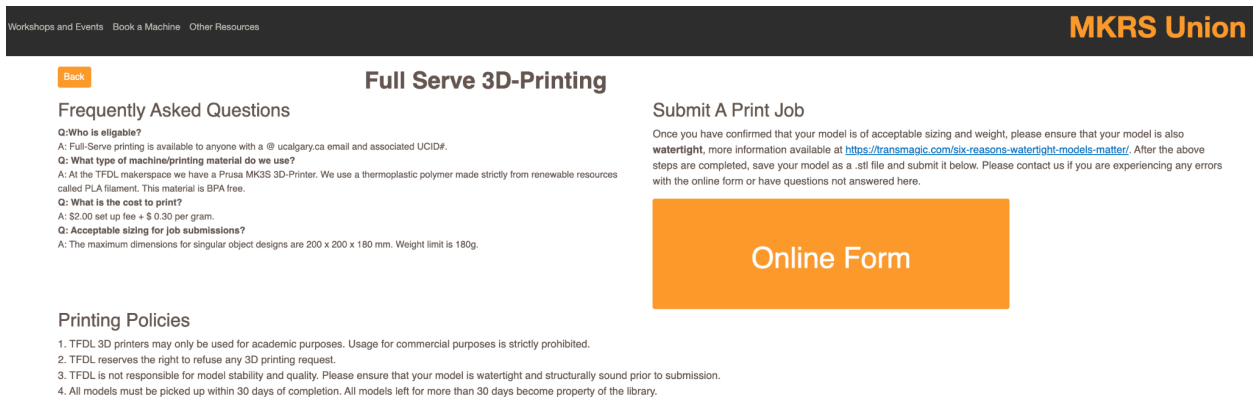 Workshops and Events Book a Machine Other Resources
MKRS Union
Back
Full Serve 3D-Printing
Frequently Asked Questions
Q:Who is eligable?
A: Full-Serve printing is available to anyone with a @ ucalgary.ca email and associated UCID#.
Q: What type of machine/printing material do we use?
A: At the TFDL makerspace we have a Prusa MK3S 3D-Printer. We use a thermoplastic polymer made strictly from renewable resources
called PLA filament. This material is BPA free.
Q: What is the cost to print?
A: $2.00 set up fee + $ 0.30 per gram.
Q: Acceptable sizing for job submissions?
A: The maximum dimensions for singular object designs are 200 x 200 x 180 mm. Weight limit is 180g.
Submit A Print Job
Once you have confirmed that your model is of acceptable sizing and weight, please ensure that your model is also
watertight, more information available at https://transmagic.com/six-reasons-watertight-models-matter/. After the above
steps are completed, save your model as a .stl file and submit it below. Please contact us if you are experiencing any errors
with the online form or have questions not answered here.
Online Form
Printing Policies
1. TFDL 3D printers may only be used for academic purposes. Usage for commercial purposes is strictly prohibited.
2. TFDL reserves the right to refuse any 3D printing request.
3. TFDL is not responsible for model stability and quality. Please ensure that your model is watertight and structurally sound prior to submission.
4. All models must be picked up within 30 days of completion. All models left for more than 30 days become property of the library.